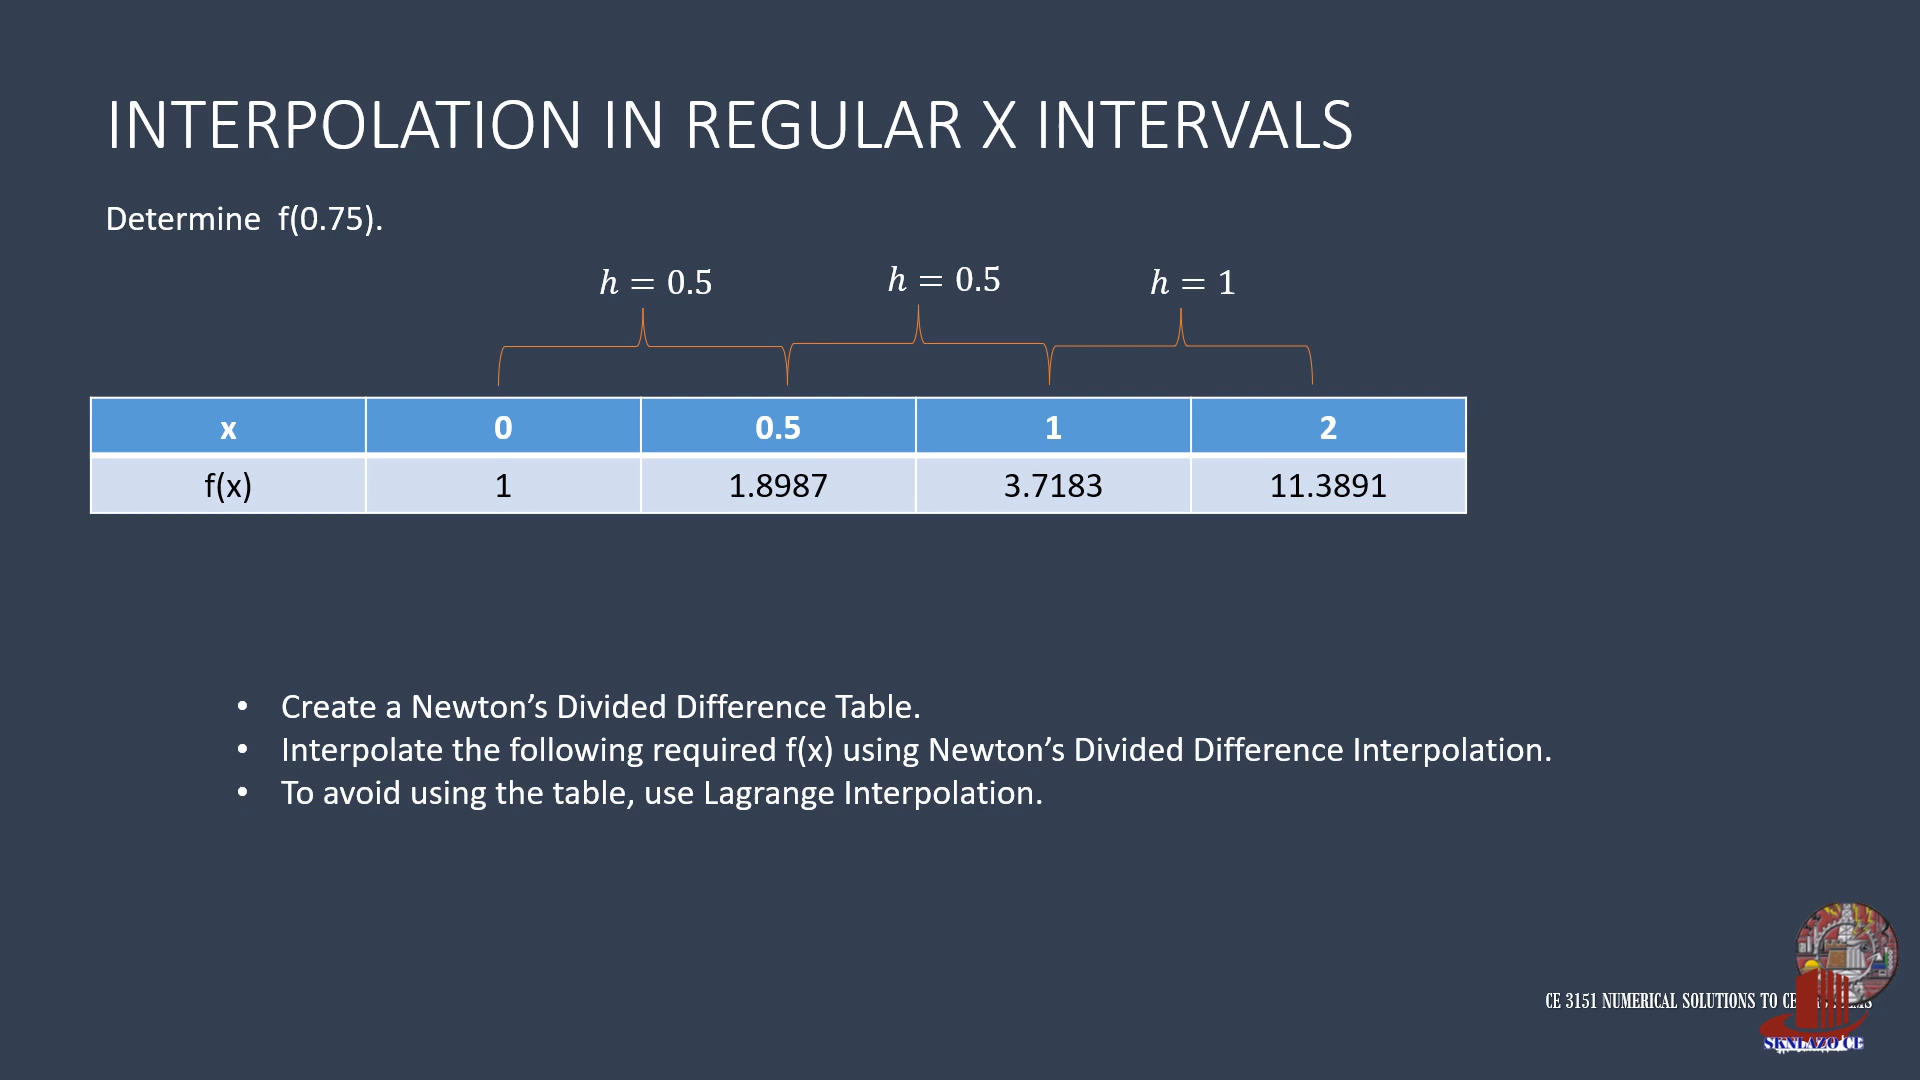 INTERPOLATION IN REGULAR X INTERVALS
Determine f(0.75).
h = 0.5 h = 0.5 h = 1
x 0 0.5 1 2
f(x) 1 1.8987 3.7183 11.3891
• Create a Newton’s Divided Difference Table.
• Interpolate the following required f(x) using Newton’s Divided Difference Interpolation.
• To avoid using the table, use Lagrange Interpolation.
CE 3151 NUMERICAL SOLUTIONS TO CE